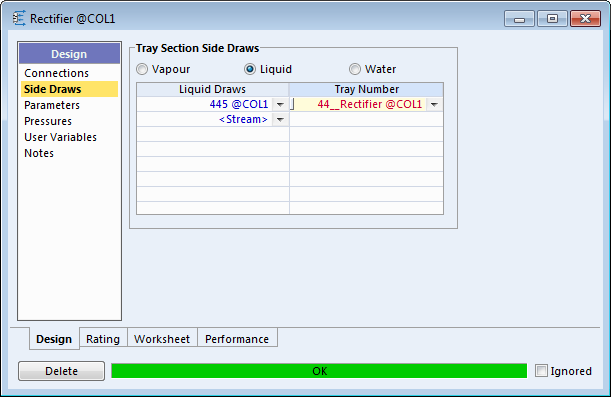 Rectifier @COL1
Design
Connections
Side Draws
Parameters
Pressures
User Variables
Notes
Tray Section Side Draws
Vapour Liquid Water
Liquid Draws Tray Number
445 @COL1 44__Rectifier @COL1
<Stream>
Design Rating Worksheet Performance
Delete OK Ignored